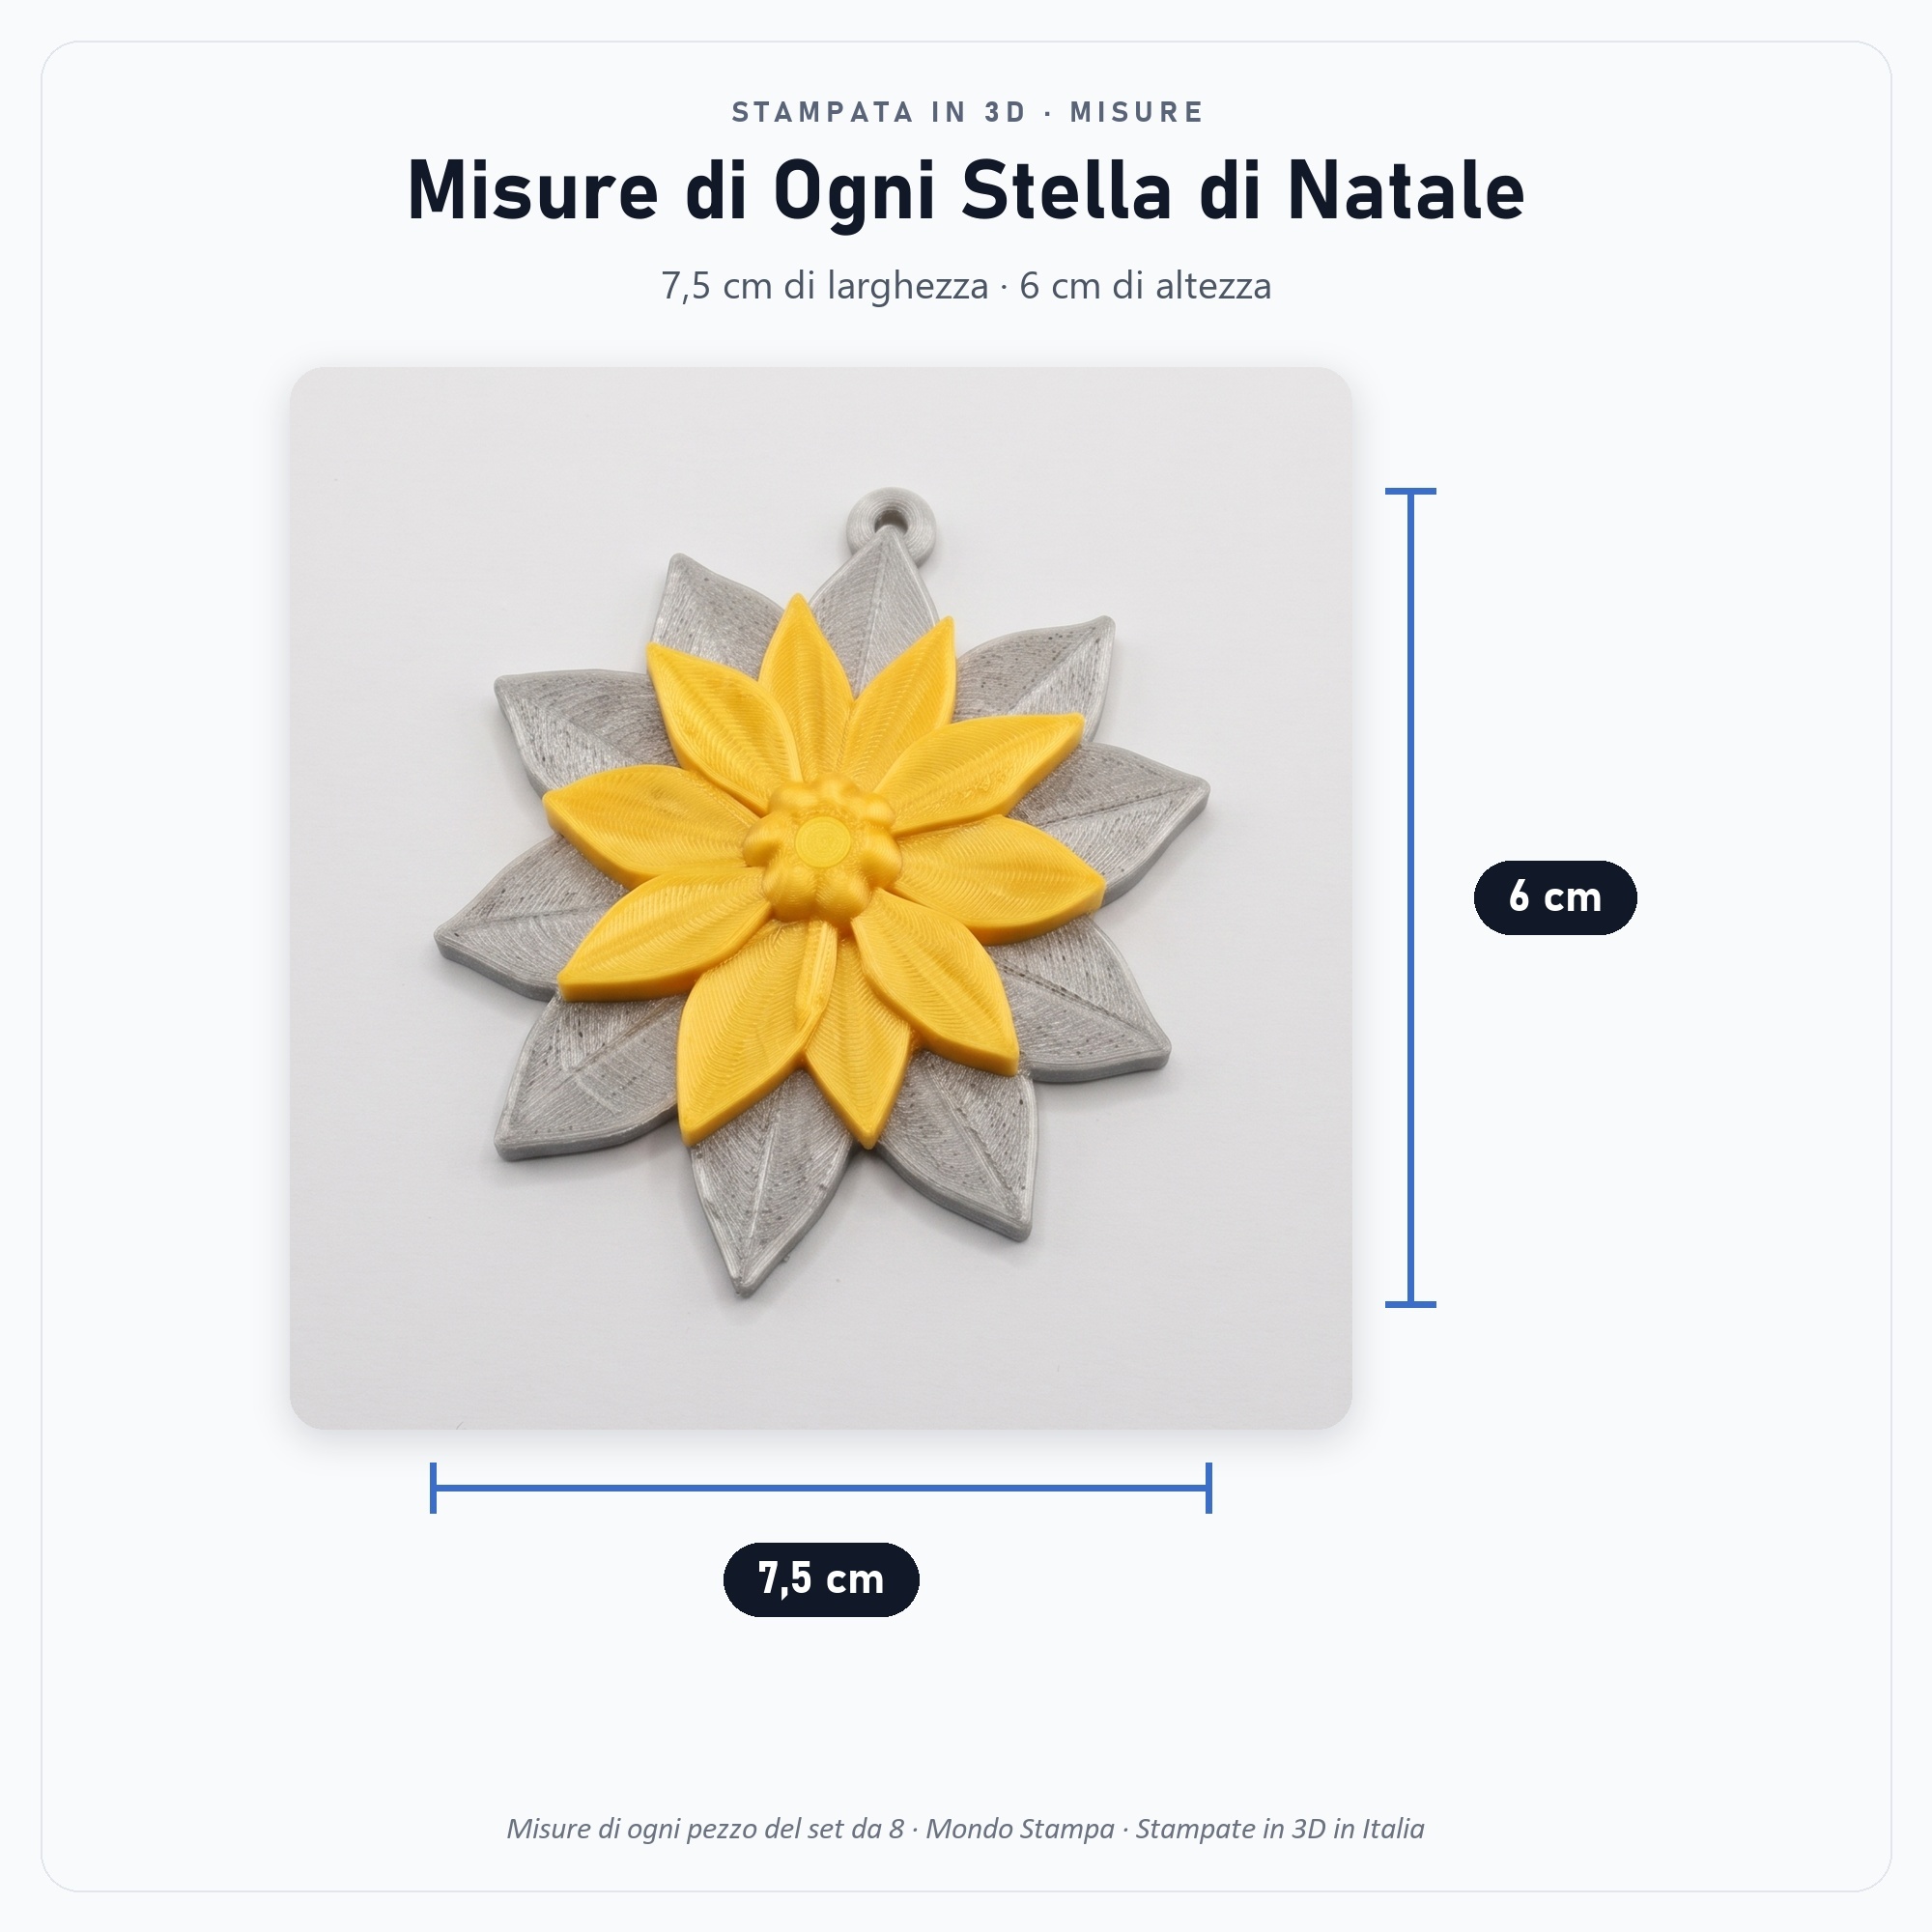 STAMPATA IN 3D · MISURE
Misure di Ogni Stella di Natale
7,5 cm di larghezza · 6 cm di altezza
6 cm
7,5 cm
Misure di ogni pezzo del set da 8 · Mondo Stampa · Stampate in 3D in Italia